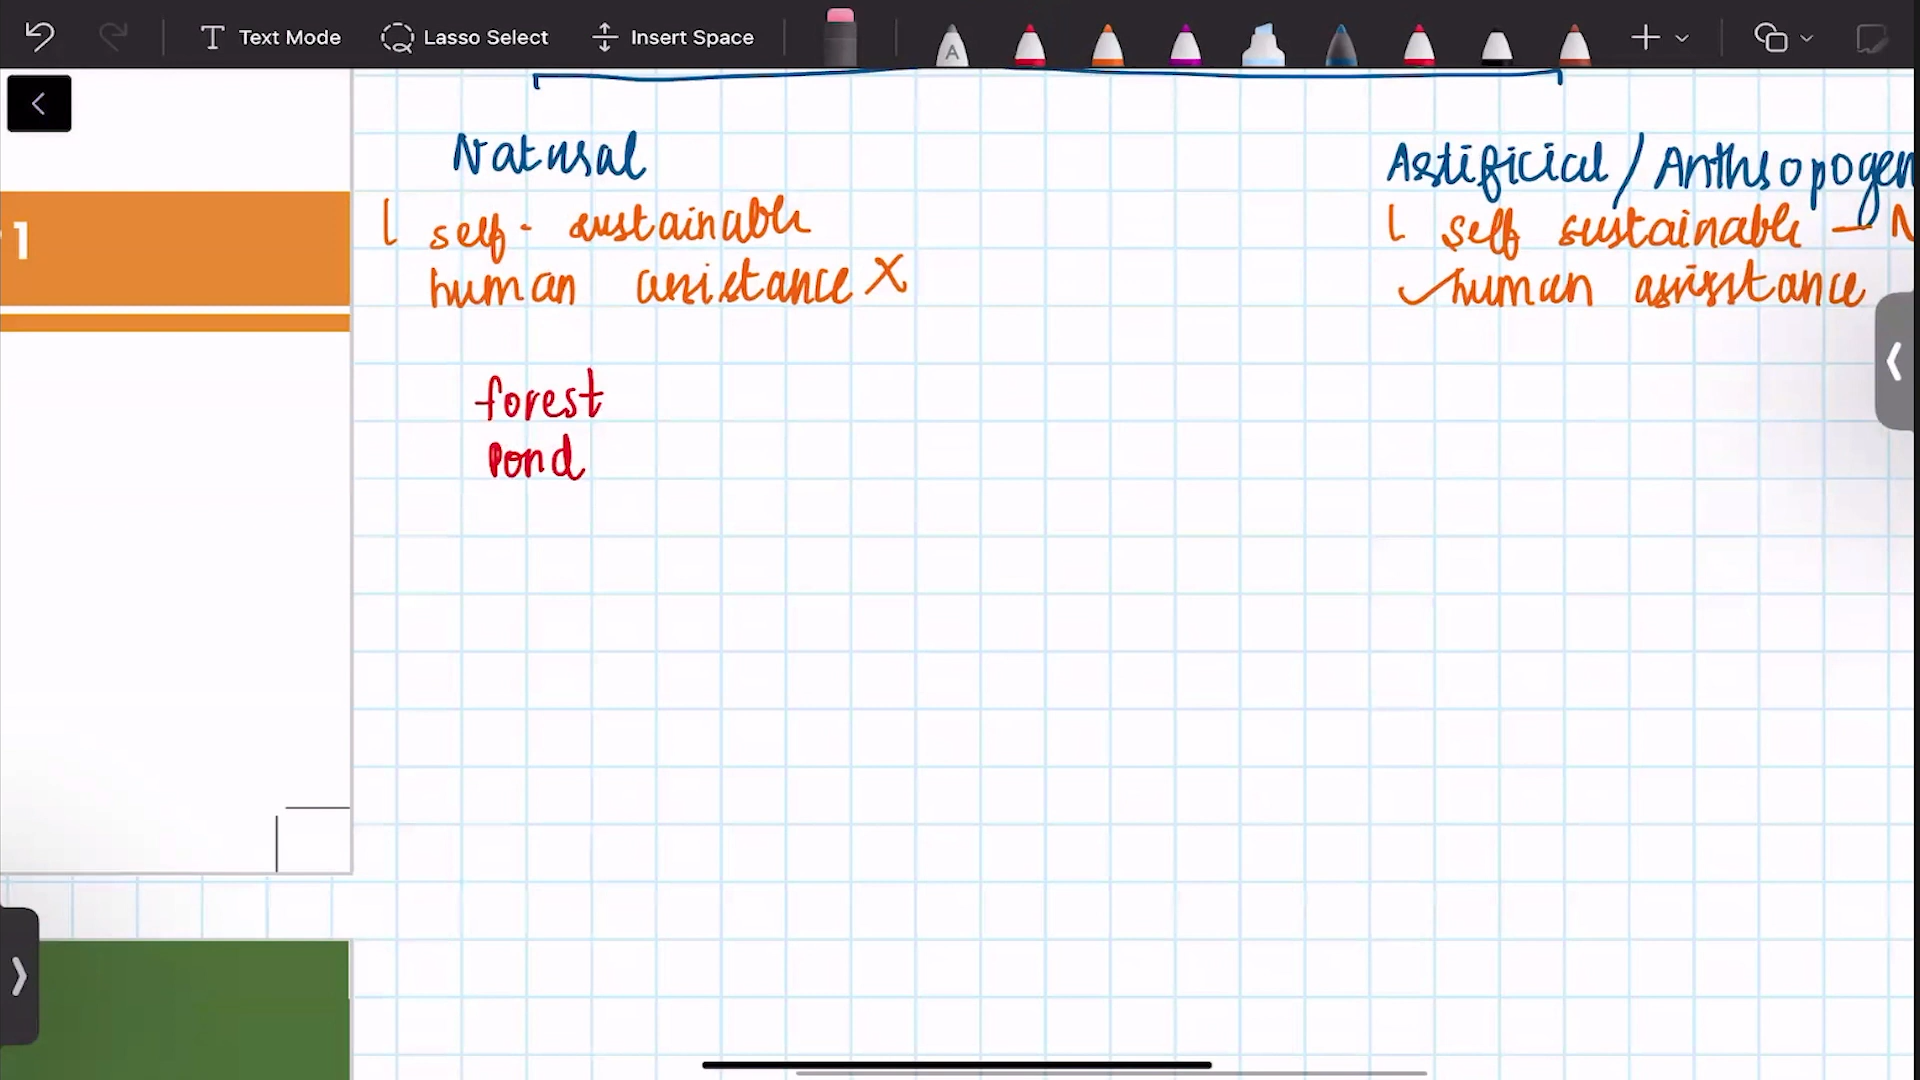 Text Mode Lasso Select Insert Space
A
1
Natural
self-sustainable
human assistance X
forest
pond
Artificial / Anthropogen
self sustainable – N
✓human assistance